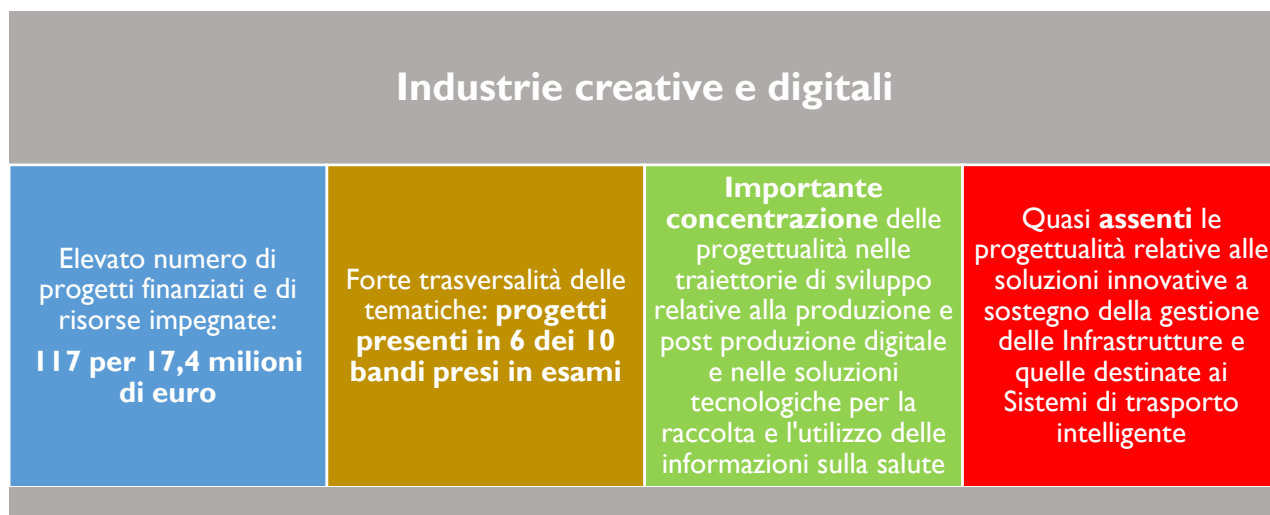 Industrie creative e digitali
Elevato numero di
progetti finanziati e di
risorse impegnate:
117 per 17,4 milioni
di euro
Forte trasversalità delle
tematiche: progetti
presenti in 6 dei 10
bandi presi in esami
Importante
concentrazione delle
progettualità nelle
traiettorie di sviluppo
relative alla produzione e
post produzione digitale
e nelle soluzioni
tecnologiche per la
raccolta e l'utilizzo delle
informazioni sulla salute
Quasi assenti le
progettualità relative alle
soluzioni innovative a
sostegno della gestione
delle Infrastrutture e
quelle destinate ai
Sistemi di trasporto
intelligente